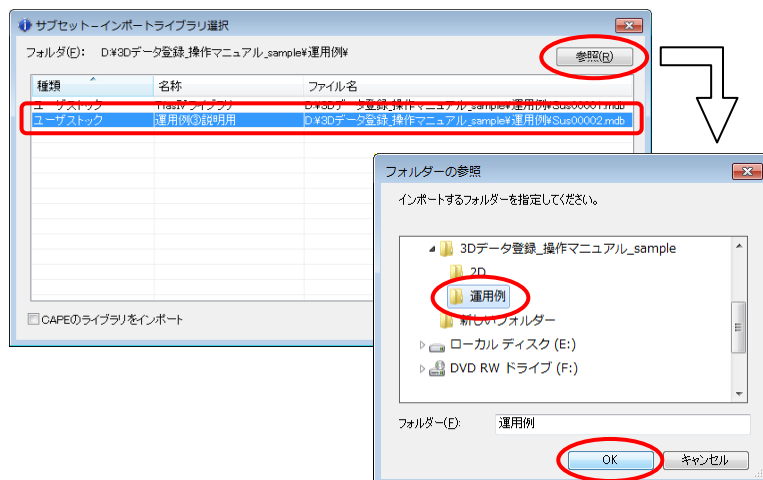 サブセット－インポートライブラリ選択
フォルダ(F): D:¥3Dデータ登録_操作マニュアル_sample¥運用例¥
参照(R)
種類 名称 ファイル名
ユーザストック ライブラリ D:¥3Dデータ登録_操作マニュアル_sample¥運用例¥Sus00001.mdb
ユーザストック 運用例③説明用 D:¥3Dデータ登録_操作マニュアル_sample¥運用例¥Sus00002.mdb
CAPEのライブラリをインポート
フォルダーの参照
インポートするフォルダーを指定してください。
3Dデータ登録_操作マニュアル_sample
2D
運用例
新しいフォルダー
ローカル ディスク (E:)
DVD RW ドライブ (F:)
フォルダー(F): 運用例
OK キャンセル